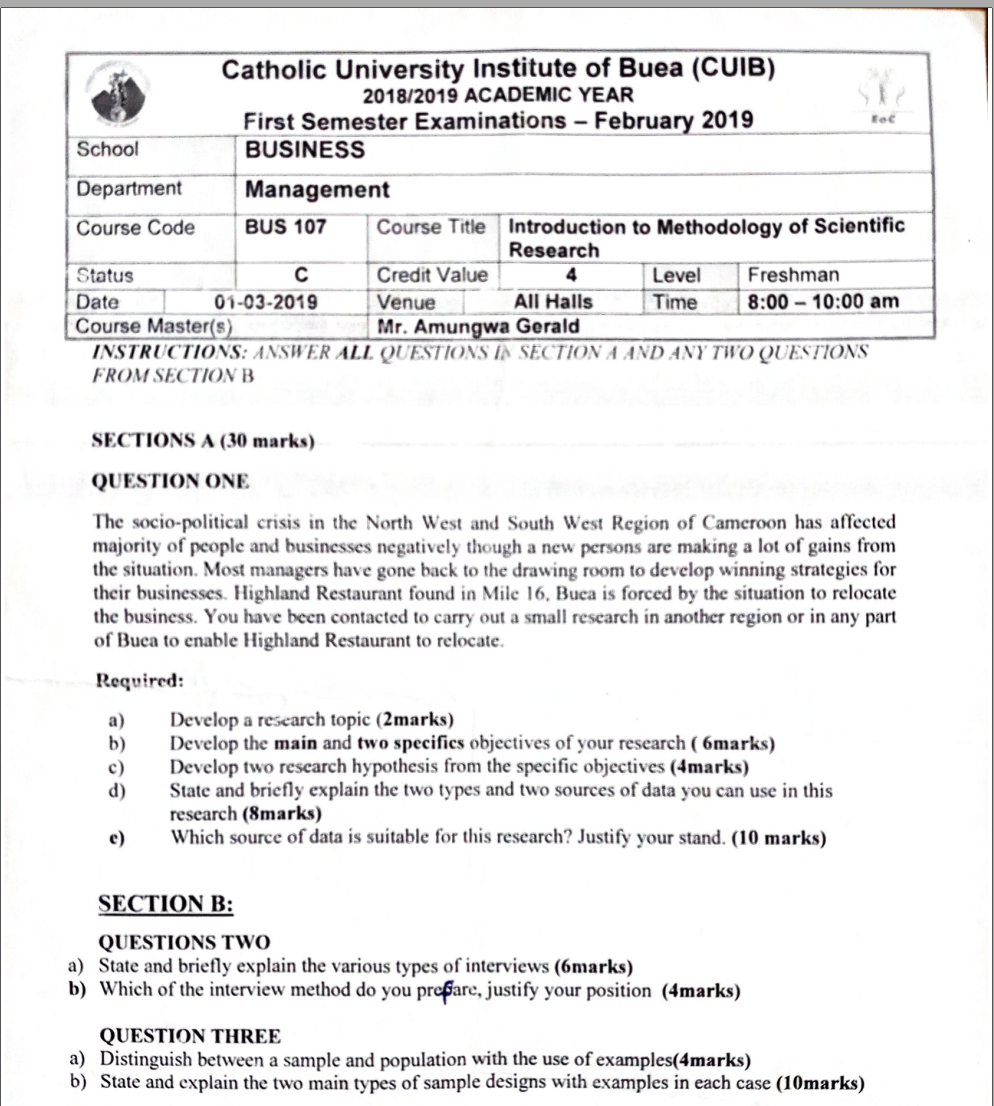 Catholic University Institute of Buea (CUIB)
2018/2019 ACADEMIC YEAR
First Semester Examinations – February 2019
EoC
School BUSINESS
Department Management
Course Code BUS 107 Course Title Introduction to Methodology of Scientific
Research
Status C Credit Value 4 Level Freshman
Date 01-03-2019 Venue All Halls Time 8:00 – 10:00 am
Course Master(s) Mr. Amungwa Gerald
INSTRUCTIONS: ANSWER ALL QUESTIONS IN SECTION A AND ANY TWO QUESTIONS
FROM SECTION B
SECTIONS A (30 marks)
QUESTION ONE
The socio-political crisis in the North West and South West Region of Cameroon has affected
majority of people and businesses negatively though a new persons are making a lot of gains from
the situation. Most managers have gone back to the drawing room to develop winning strategies for
their businesses. Highland Restaurant found in Mile 16, Buea is forced by the situation to relocate
the business. You have been contacted to carry out a small research in another region or in any part
of Buea to enable Highland Restaurant to relocate.
Required:
a) Develop a research topic (2marks)
b) Develop the main and two specifics objectives of your research ( 6marks)
c) Develop two research hypothesis from the specific objectives (4marks)
d) State and briefly explain the two types and two sources of data you can use in this
research (8marks)
e) Which source of data is suitable for this research? Justify your stand. (10 marks)
SECTION B:
QUESTIONS TWO
a) State and briefly explain the various types of interviews (6marks)
b) Which of the interview method do you prefare, justify your position (4marks)
QUESTION THREE
a) Distinguish between a sample and population with the use of examples(4marks)
b) State and explain the two main types of sample designs with examples in each case (10marks)